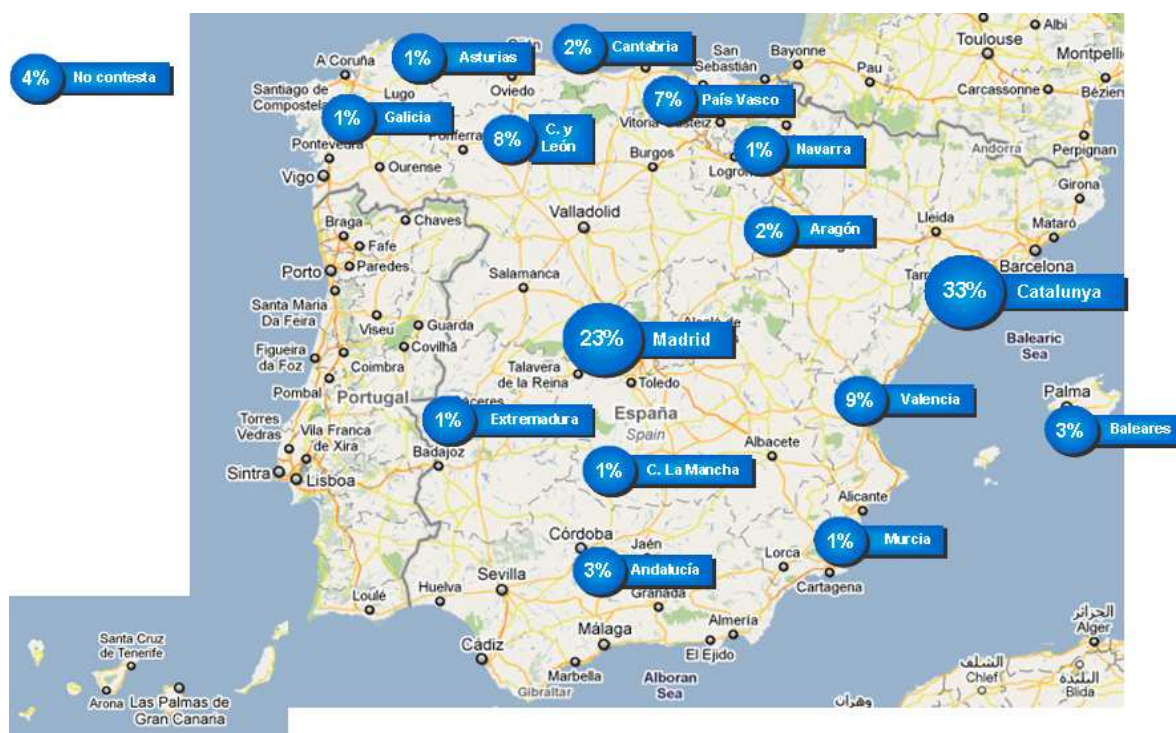 4% No contesta
1% Asturias
2% Cantabria
7% País Vasco
1% Galicia
8% C. y
León
1% Navarra
2% Aragón
33% Catalunya
23% Madrid
9% Valencia
3% Baleares
1% Extremadura
1% C. La Mancha
1% Murcia
3% Andalucía
A Coruña
Santiago de
Compostela
Lugo
Oviedo
Pontevedra
Ourense
Vigo
Burgos
San
Sebastián
Bayonne
Pau
Toulouse
Albi
Montpelli
Carcassonne
Béziers
Perpignan
Andorra
Girona
Mataró
Lleida
Barcelona
Valladolid
Salamanca
Braga
Chaves
Fafe
Porto
Paredes
Santa Maria
Da Feira
Viseu
Guarda
Covilhã
Figueira
da Foz
Coimbra
Pombal
Portugal
Torres
Vedras
Vila Franca
de Xira
Sintra
Lisboa
Talavera
de la Reina
Toledo
España
Spain
Badajoz
Albacete
Alicante
Balearic
Sea
Palma
Córdoba
Jaén
Lorca
Cartagena
Loulé
Huelva
Sevilla
Granada
Almería
El Ejido
Málaga
Marbella
Cádiz
Gibraltar
Alboran
Sea
الجزائر
Alger
الشلف
Chlef
البليدة
Blida
وهران
Santa Cruz
de Tenerife
Arona
Las Palmas de
Gran Canaria